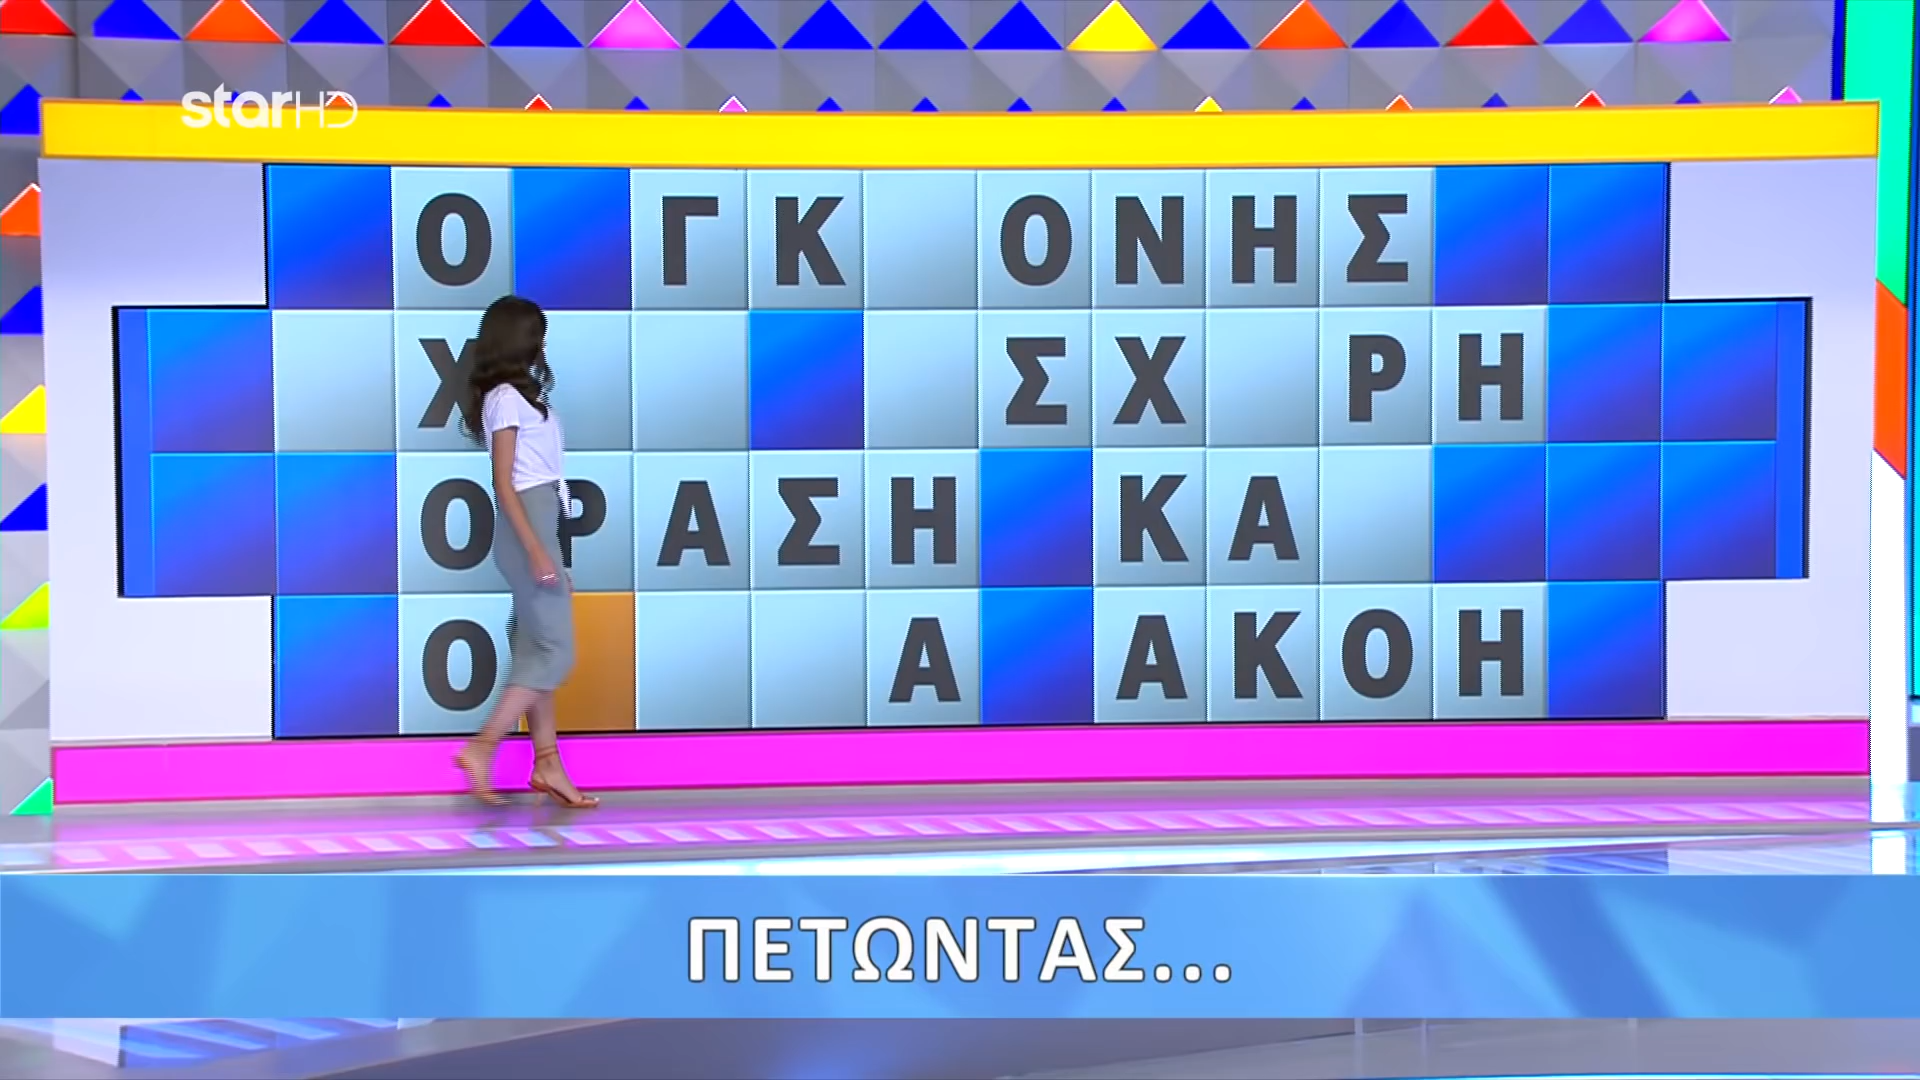 starHD
Ο ΓΚ ΟΝΗΣ
Χ ΣΧ ΡΗ
ΟΡΑΣΗ ΚΑ
Ο Α ΑΚΟΗ
ΠΕΤΩΝΤΑΣ...